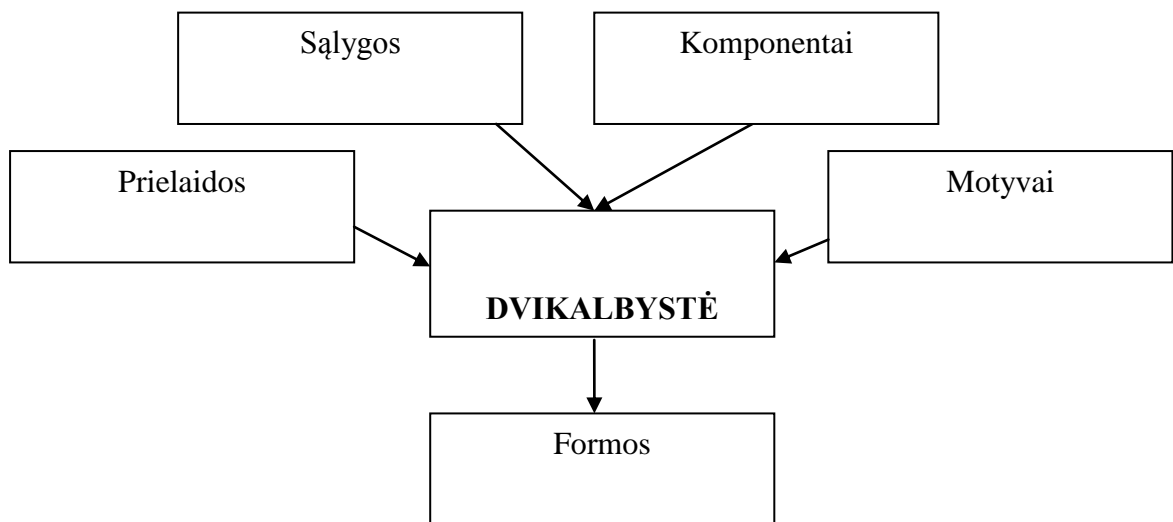 Sąlygos
Komponentai
Prielaidos
Motyvai
DVIKALBYSTĖ
Formos